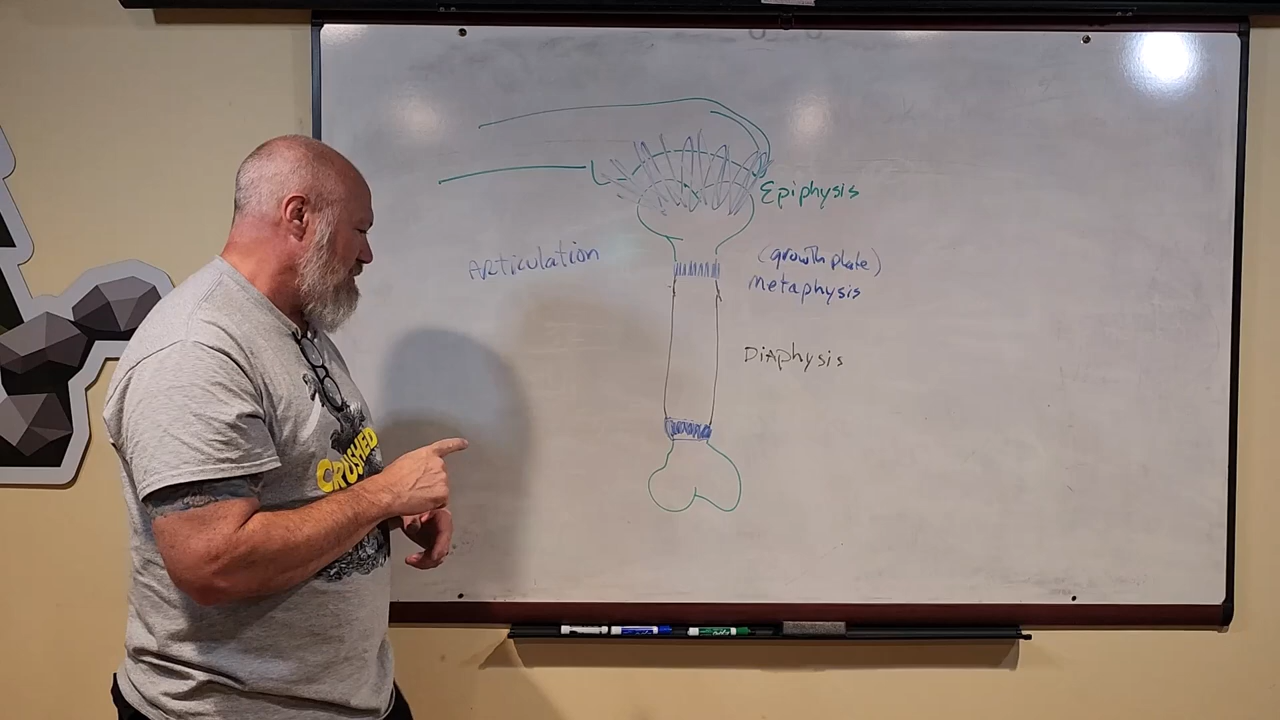 Epiphysis
Articulation
(growth plate)
Metaphysis
Diaphysis
CRUSHED